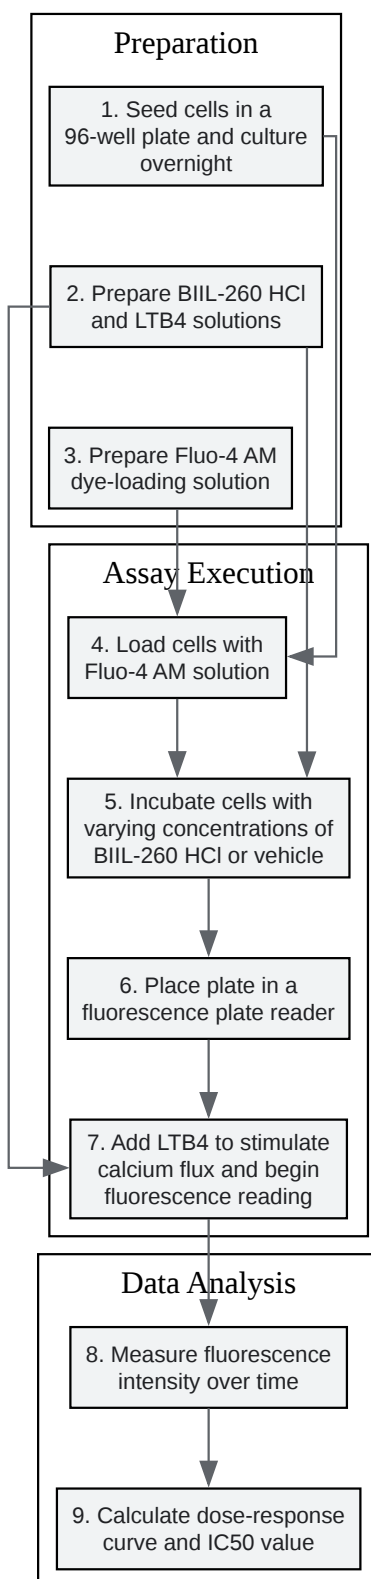 Preparation
1. Seed cells in a
96-well plate and culture
overnight
2. Prepare BIIL-260 HCl
and LTB4 solutions
3. Prepare Fluo-4 AM
dye-loading solution
Assay Execution
4. Load cells with
Fluo-4 AM solution
5. Incubate cells with
varying concentrations of
BIIL-260 HCl or vehicle
6. Place plate in a
fluorescence plate reader
7. Add LTB4 to stimulate
calcium flux and begin
fluorescence reading
Data Analysis
8. Measure fluorescence
intensity over time
9. Calculate dose-response
curve and IC50 value